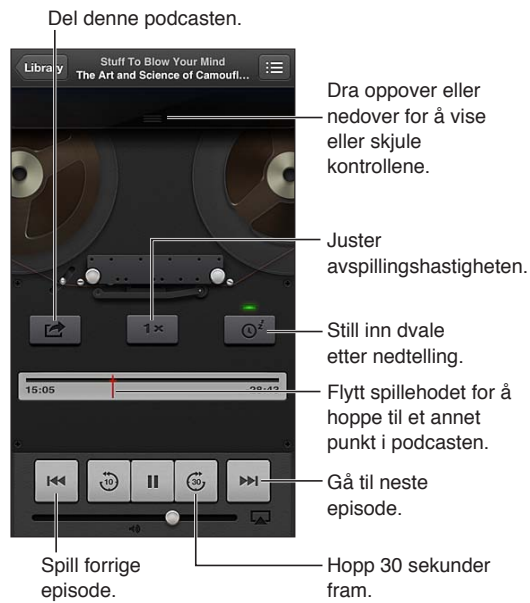 Del denne podcasten.
Library
Stuff To Blow Your Mind
The Art and Science of Camoufl...
Dra oppover eller
nedover for å vise
eller skjule
kontrollene.
Juster
avspillingshastigheten.
1×
z
Still inn dvale
etter nedtelling.
15:05
28:43
Flytt spillehodet for å
hoppe til et annet
punkt i podcasten.
10
30
Gå til neste
episode.
Spill forrige
episode.
Hopp 30 sekunder
fram.